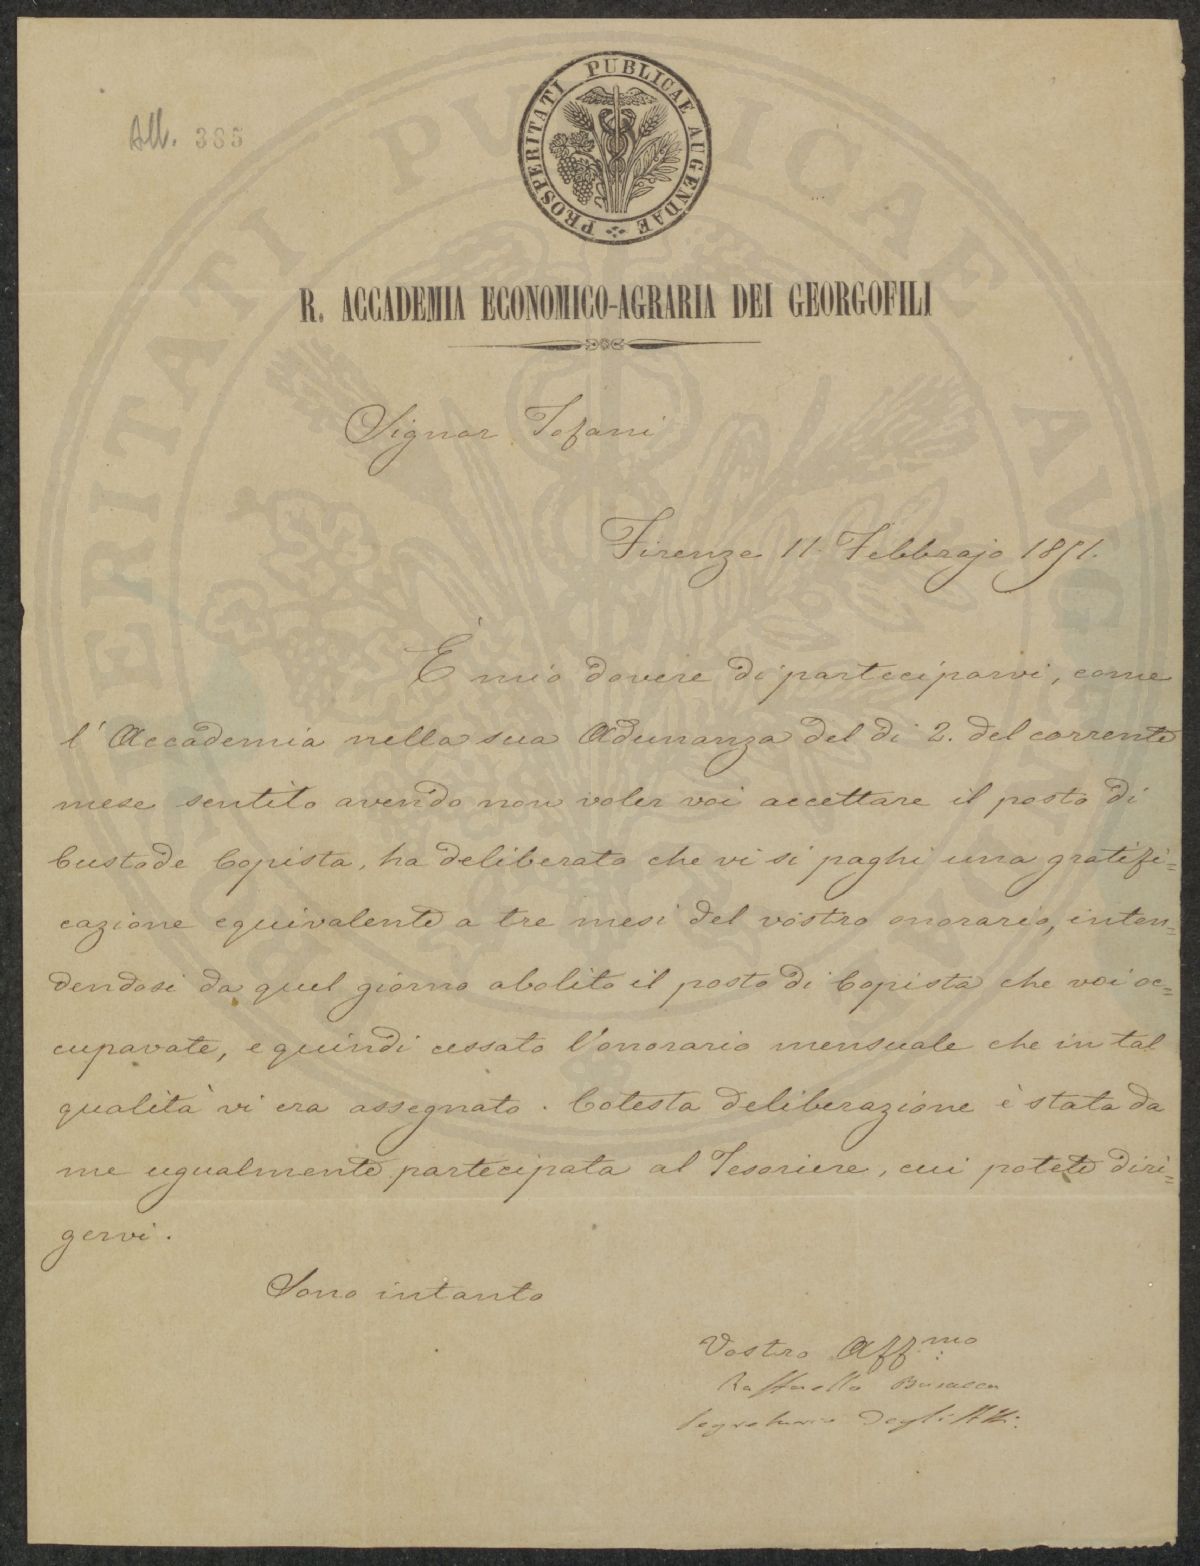 All. 385
PROSPERITATI PUBLICAE AUGENDAE
R. ACCADEMIA ECONOMICO-AGRARIA DEI GEORGOFILI
Signor Tofani
Firenze 11. Febbrajo 1851.
È mio dovere di parteciparvi, come
l'Accademia nella sua Adunanza del di 2. del corrente
mese sentito avendo non voler voi accettare il posto di
Custode Copista, ha deliberato che vi si paghi una gratifi=
cazione equivalente a tre mesi del vostro onorario, inten=
dendosi da quel giorno abolito il posto di Copista che voi oc=
cupavate, e quindi cessato l'onorario mensuale che in tal
qualità vi era assegnato. Cotesta deliberazione è stata da
me ugualmente partecipata al Tesoriere, cui potete diri=
gervi.
Sono intanto
Vostro Aff:mo
Raffaello Busacca
Segretario degli Atti.